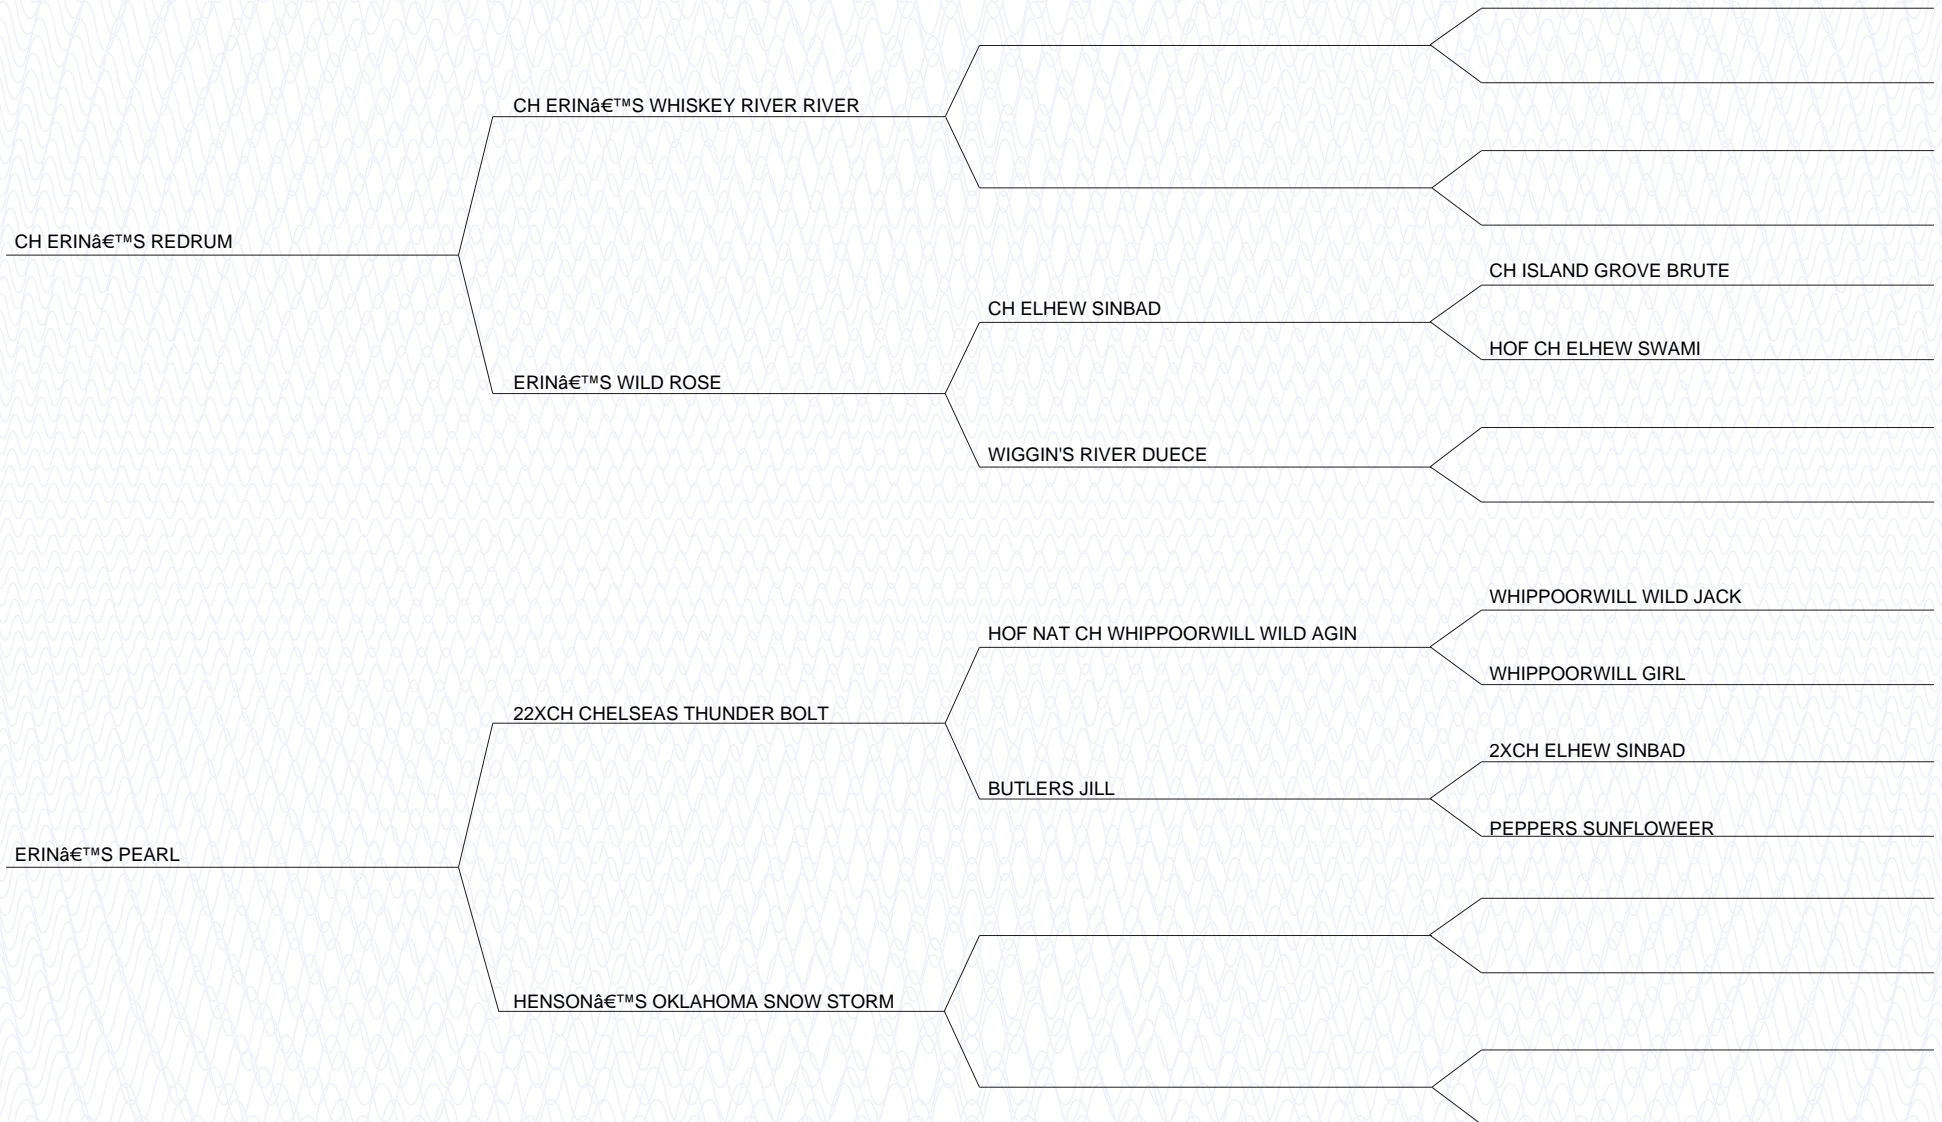 CH ERINâ€™S WHISKEY RIVER RIVER
CH ERINâ€™S REDRUM
CH ISLAND GROVE BRUTE
CH ELHEW SINBAD
HOF CH ELHEW SWAMI
ERINâ€™S WILD ROSE
WIGGIN'S RIVER DUECE
WHIPPOORWILL WILD JACK
HOF NAT CH WHIPPOORWILL WILD AGIN
WHIPPOORWILL GIRL
22XCH CHELSEAS THUNDER BOLT
2XCH ELHEW SINBAD
BUTLERS JILL
PEPPERS SUNFLOWEER
ERINâ€™S PEARL
HENSONâ€™S OKLAHOMA SNOW STORM